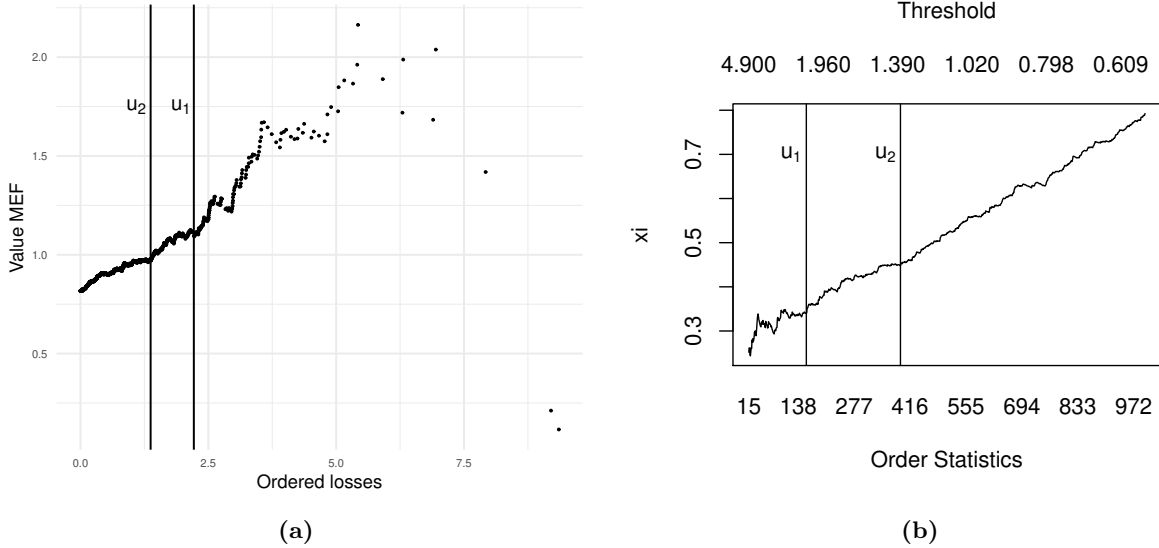 2.0
1.5
1.0
0.5
Value MEF
u2
u1
0.0 2.5 5.0 7.5
Ordered losses
(a)
Threshold
4.900 1.960 1.390 1.020 0.798 0.609
0.7
0.5
0.3
xi
u1
u2
15 138 277 416 555 694 833 972
Order Statistics
(b)